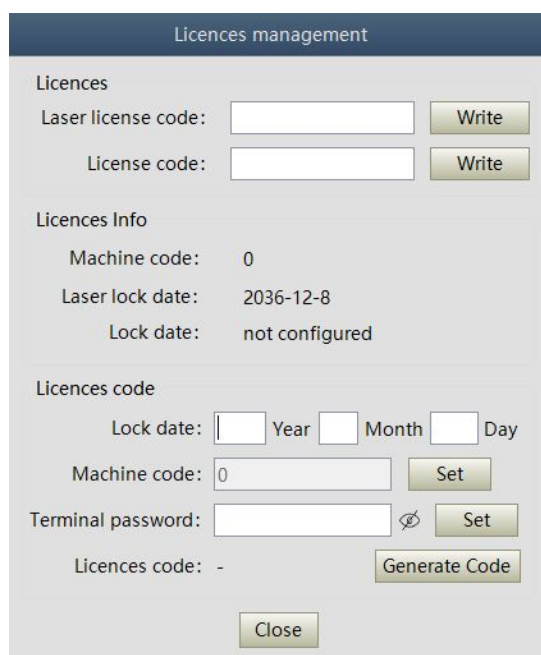 Licences management
Licences
Laser license code: Write
License code: Write
Licences Info
Machine code: 0
Laser lock date: 2036-12-8
Lock date: not configured
Licences code
Lock date: Year Month Day
Machine code: 0 Set
Terminal password: Set
Licences code: - Generate Code
Close